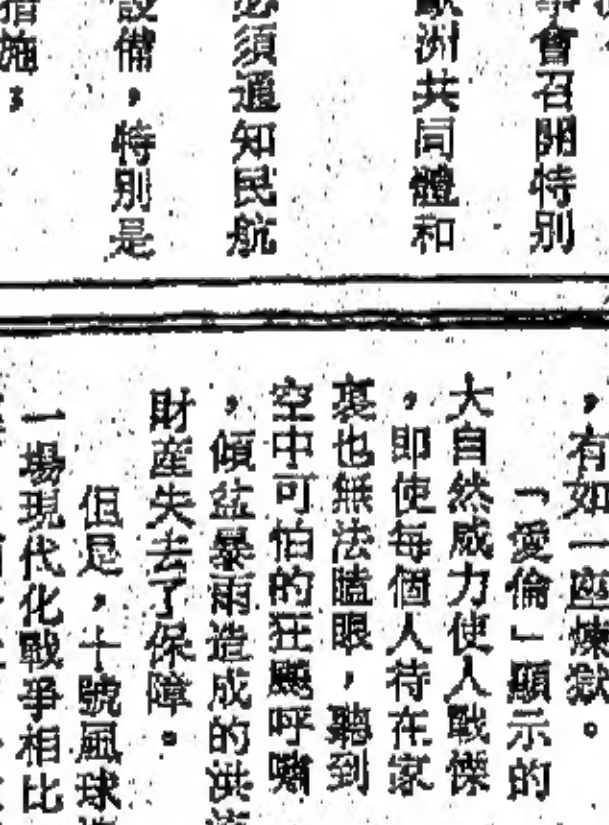 爭會召開特別
歐洲共同體和
必須通知民航
設備，特別是
措施；
，有如一座煉獄。
「愛倫」顯示的
大自然威力使人戰慄
，即使每個人待在家
裏也無法瞌眼，聽到
空中可怕的狂飈呼嘯
，傾盆暴雨造成的洪
財産失去了保障。
但是，十號風球
一場現代化戰爭相比